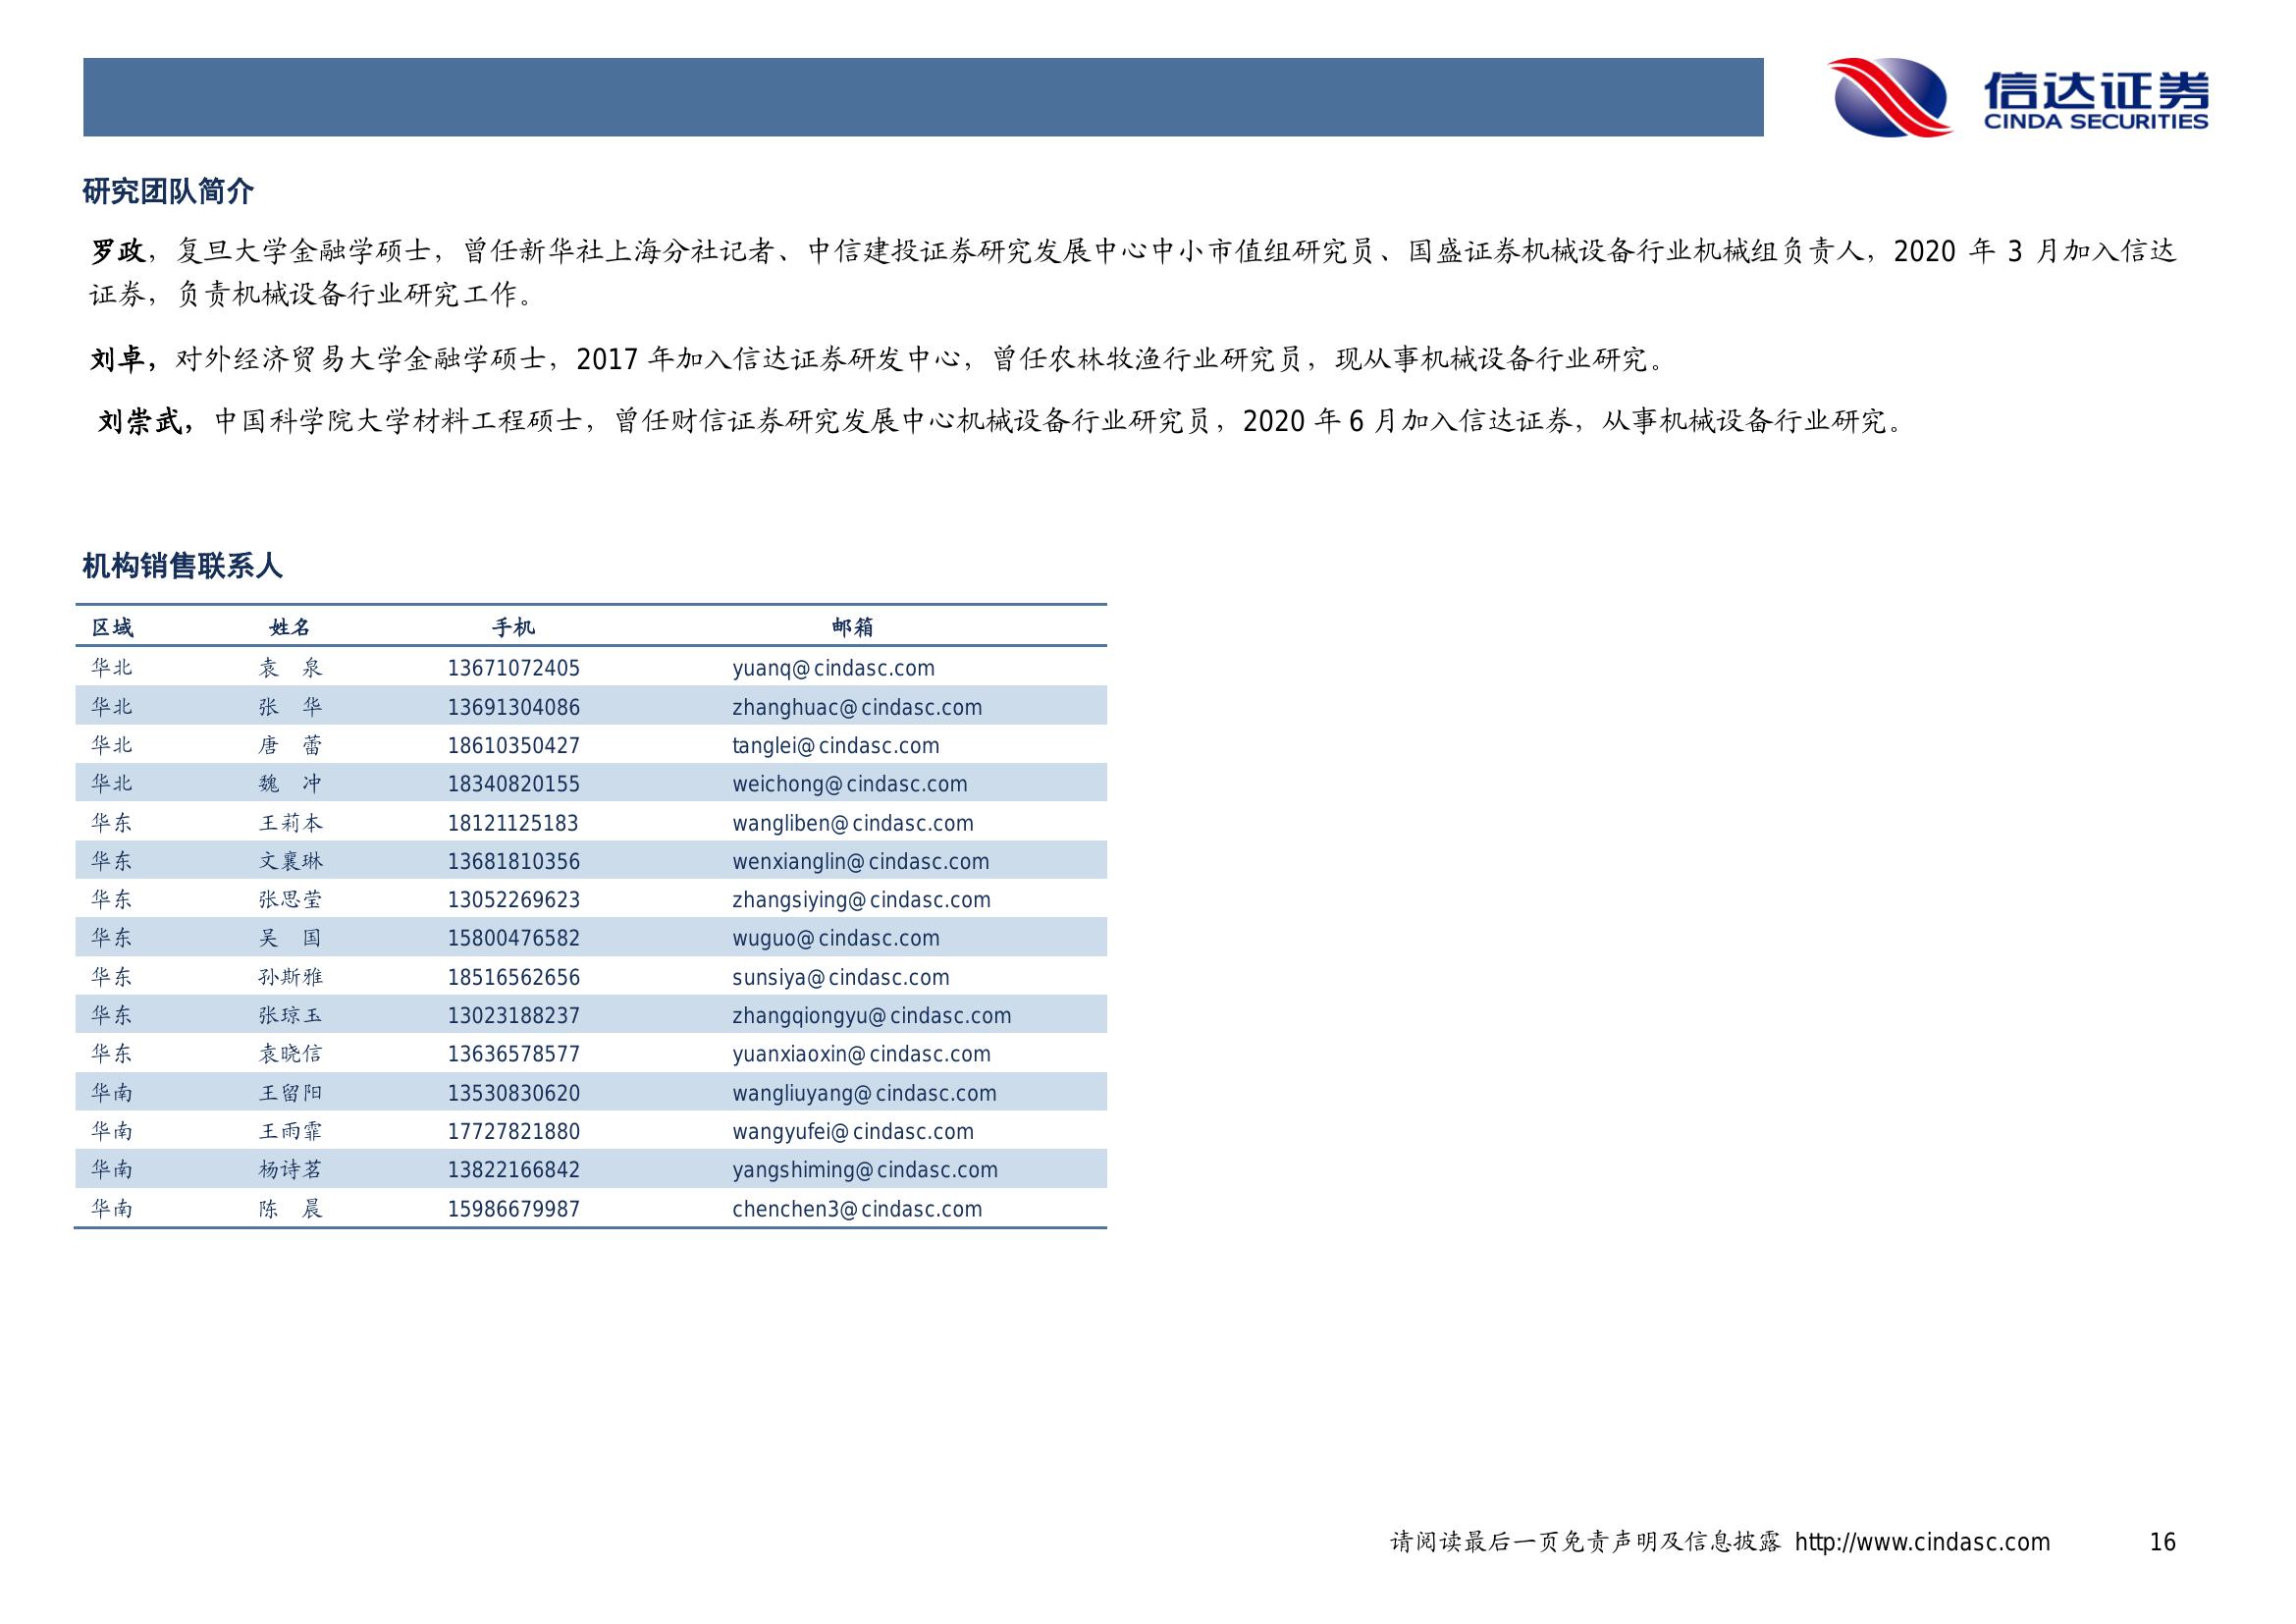 信达证券
CINDA SECURITIES
研究团队简介
罗政，复旦大学金融学硕士，曾任新华社上海分社记者、中信建投证券研究发展中心中小市值组研究员、国盛证券机械设备行业机械组负责人，2020 年 3 月加入信达
证券，负责机械设备行业研究工作。
刘卓，对外经济贸易大学金融学硕士，2017 年加入信达证券研发中心，曾任农林牧渔行业研究员，现从事机械设备行业研究。
刘崇武，中国科学院大学材料工程硕士，曾任财信证券研究发展中心机械设备行业研究员，2020 年 6 月加入信达证券，从事机械设备行业研究。
机构销售联系人
区域 姓名 手机 邮箱
华北 袁 泉 13671072405 yuanq@cindasc.com
华北 张 华 13691304086 zhanghuac@cindasc.com
华北 唐 蕾 18610350427 tanglei@cindasc.com
华北 魏 冲 18340820155 weichong@cindasc.com
华东 王莉本 18121125183 wangliben@cindasc.com
华东 文襄琳 13681810356 wenxianglin@cindasc.com
华东 张思莹 13052269623 zhangsiying@cindasc.com
华东 吴 国 15800476582 wuguo@cindasc.com
华东 孙斯雅 18516562656 sunsiya@cindasc.com
华东 张琼玉 13023188237 zhangqiongyu@cindasc.com
华东 袁晓信 13636578577 yuanxiaoxin@cindasc.com
华南 王留阳 13530830620 wangliuyang@cindasc.com
华南 王雨霏 17727821880 wangyufei@cindasc.com
华南 杨诗茗 13822166842 yangshiming@cindasc.com
华南 陈 晨 15986679987 chenchen3@cindasc.com
请阅读最后一页免责声明及信息披露 http://www.cindasc.com 16